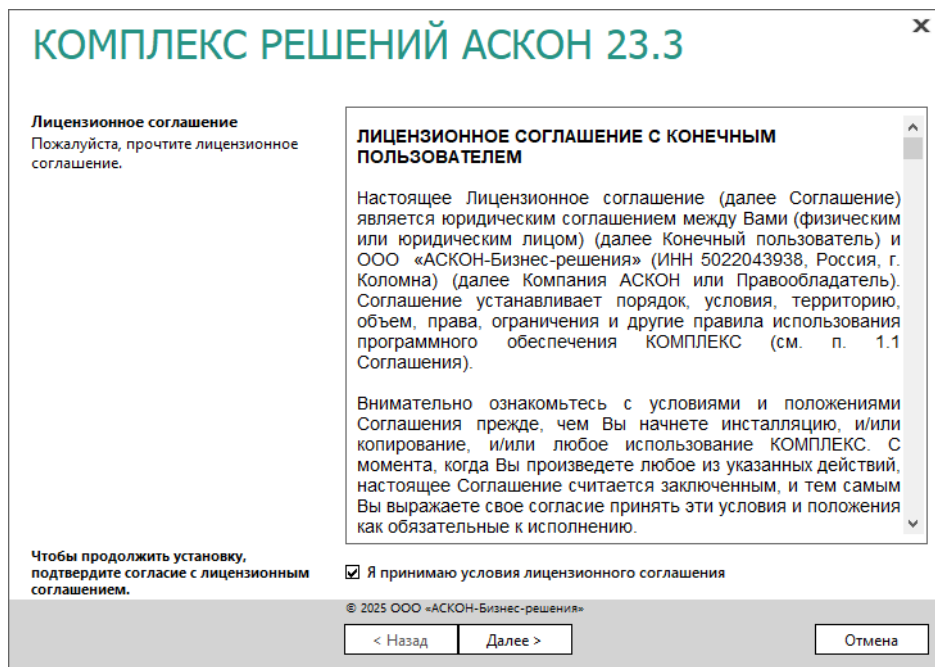 КОМПЛЕКС РЕШЕНИЙ АСКОН 23.3
Лицензионное соглашение
Пожалуйста, прочтите лицензионное
соглашение.
ЛИЦЕНЗИОННОЕ СОГЛАШЕНИЕ С КОНЕЧНЫМ
ПОЛЬЗОВАТЕЛЕМ
Настоящее Лицензионное соглашение (далее Соглашение)
является юридическим соглашением между Вами (физическим
или юридическим лицом) (далее Конечный пользователь) и
ООО «АСКОН-Бизнес-решения» (ИНН 5022043938, Россия, г.
Коломна) (далее Компания АСКОН или Правообладатель).
Соглашение устанавливает порядок, условия, территорию,
объем, права, ограничения и другие правила использования
программного обеспечения КОМПЛЕКС (см. п. 1.1
Соглашения).
Внимательно ознакомьтесь с условиями и положениями
Соглашения прежде, чем Вы начнете инсталляцию, и/или
копирование, и/или любое использование КОМПЛЕКС. С
момента, когда Вы произведете любое из указанных действий,
настоящее Соглашение считается заключенным, и тем самым
Вы выражаете свое согласие принять эти условия и положения
как обязательные к исполнению.
Чтобы продолжить установку,
подтвердите согласие с лицензионным
соглашением.
Я принимаю условия лицензионного соглашения
© 2025 ООО «АСКОН-Бизнес-решения»
< Назад
Далее >
Отмена